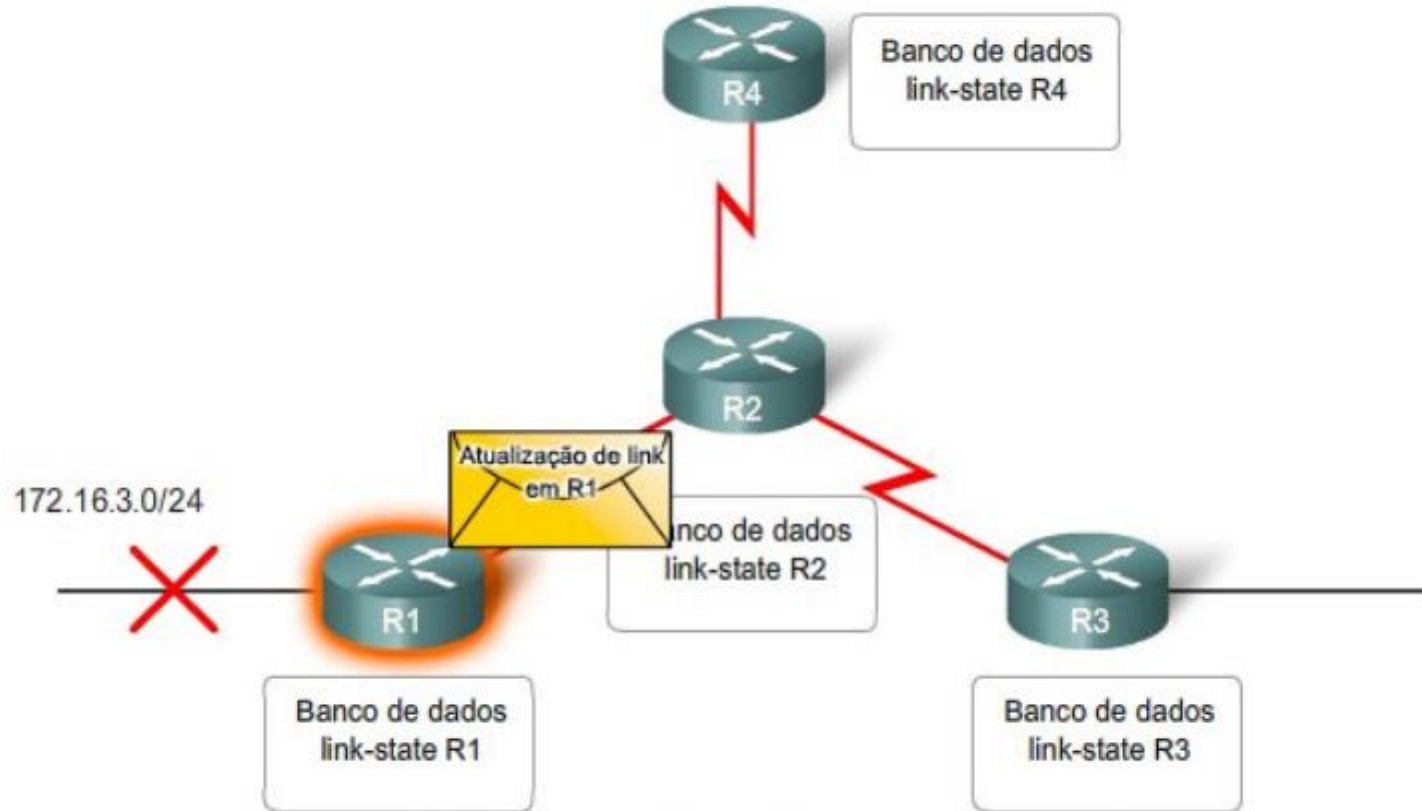 R4
Banco de dados
link-state R4
R2
Atualização de link
em R1
172.16.3.0/24
nco de dados
link-state R2
R1
R3
Banco de dados
link-state R1
Banco de dados
link-state R3